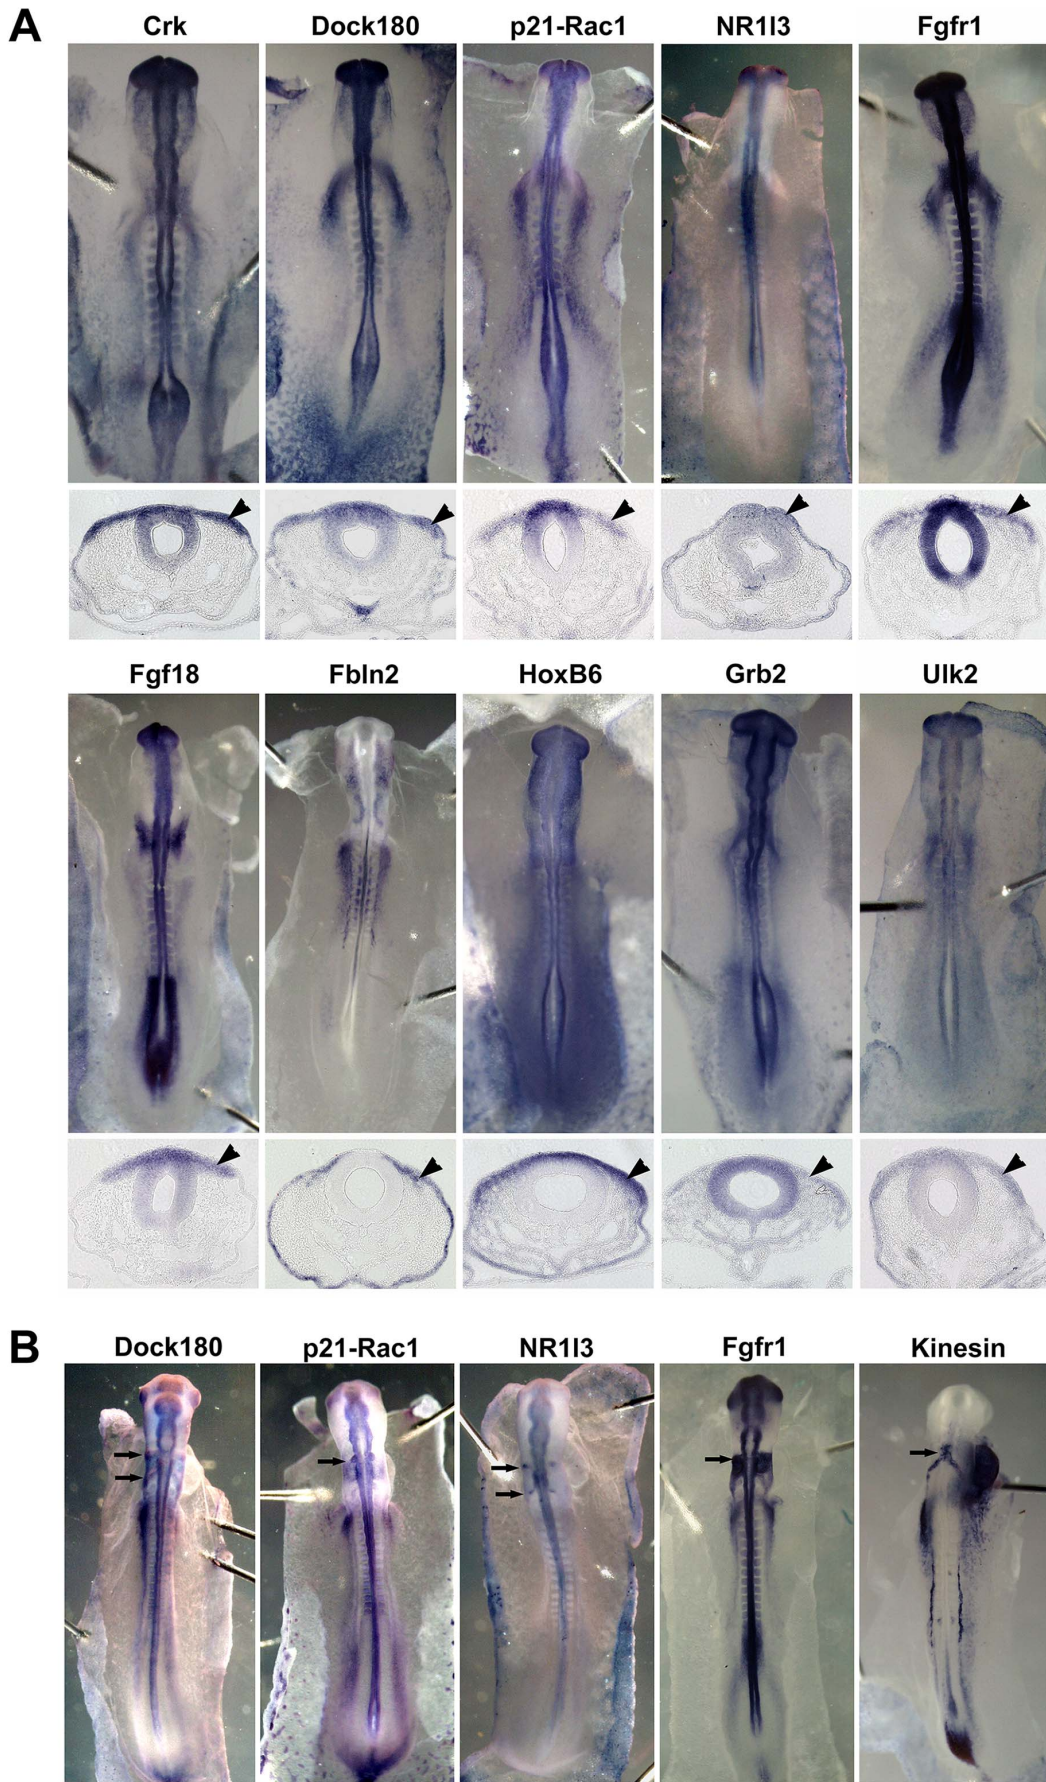 A
Crk Dock180 p21-Rac1 NR1I3 Fgfr1
Fgf18 Fbln2 HoxB6 Grb2 Ulk2
B
Dock180 p21-Rac1 NR1I3 Fgfr1 Kinesin